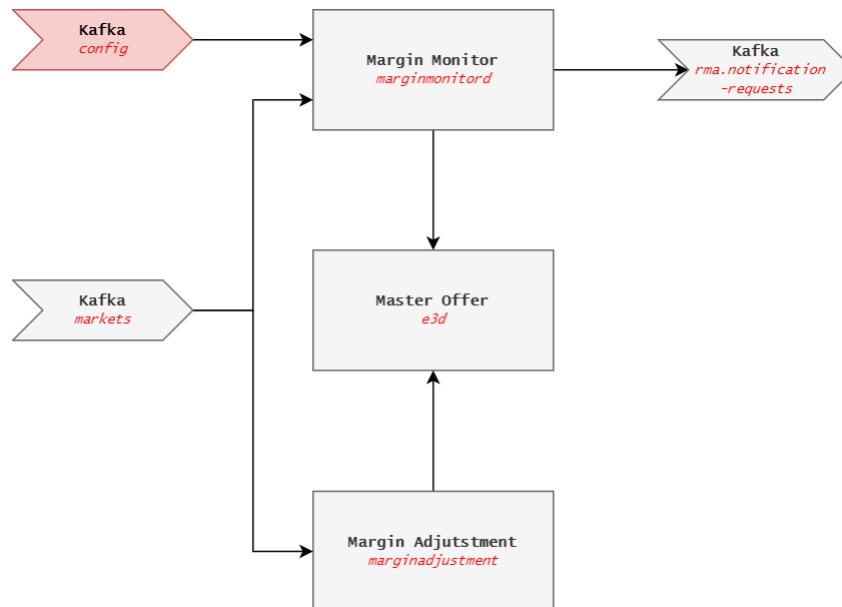 Kafka
config
Margin Monitor
marginmonitord
Kafka
rma.notification
-requests
Kafka
markets
Master Offer
e3d
Margin Adjutstment
marginadjustment